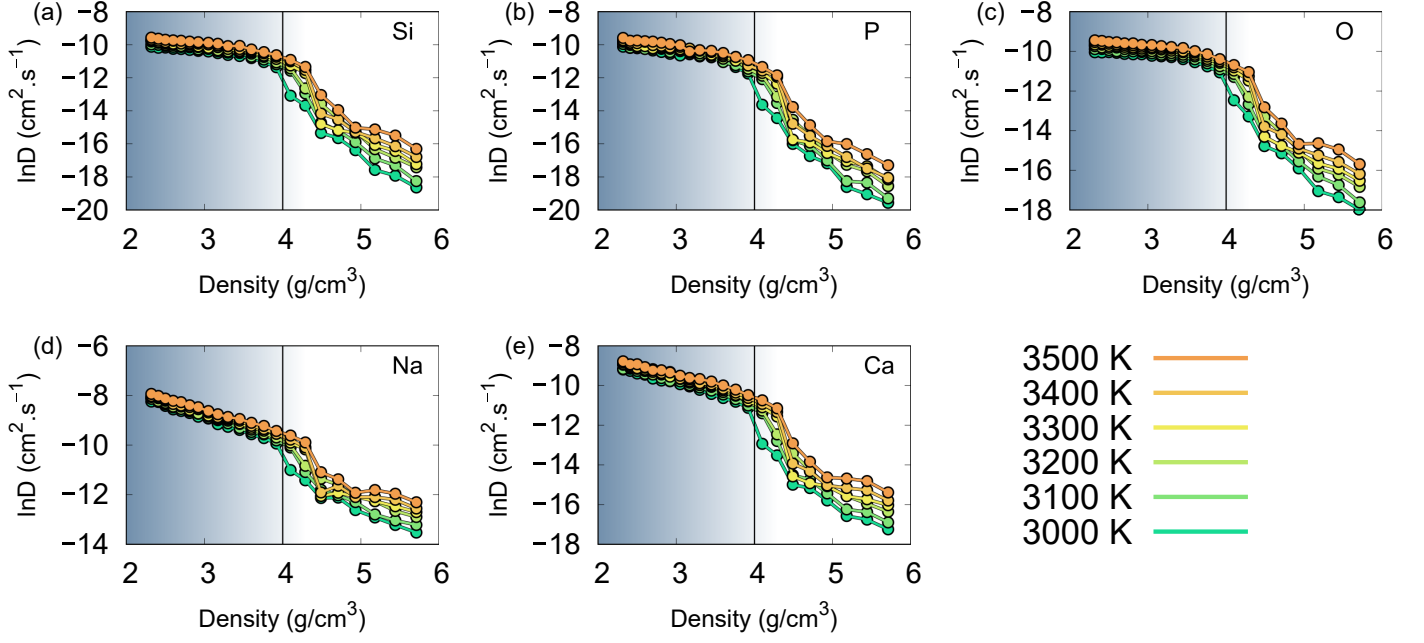 (a)
Si
−8
−10
−12
−14
−16
−18
−20
lnD (cm².s⁻¹)
2 3 4 5 6
Density (g/cm³)
(b)
P
−8
−10
−12
−14
−16
−18
−20
lnD (cm².s⁻¹)
2 3 4 5 6
Density (g/cm³)
(c)
O
−8
−10
−12
−14
−16
−18
lnD (cm².s⁻¹)
2 3 4 5 6
Density (g/cm³)
(d)
Na
−6
−8
−10
−12
−14
lnD (cm².s⁻¹)
2 3 4 5 6
Density (g/cm³)
(e)
Ca
−8
−10
−12
−14
−16
−18
lnD (cm².s⁻¹)
2 3 4 5 6
Density (g/cm³)
3500 K
3400 K
3300 K
3200 K
3100 K
3000 K